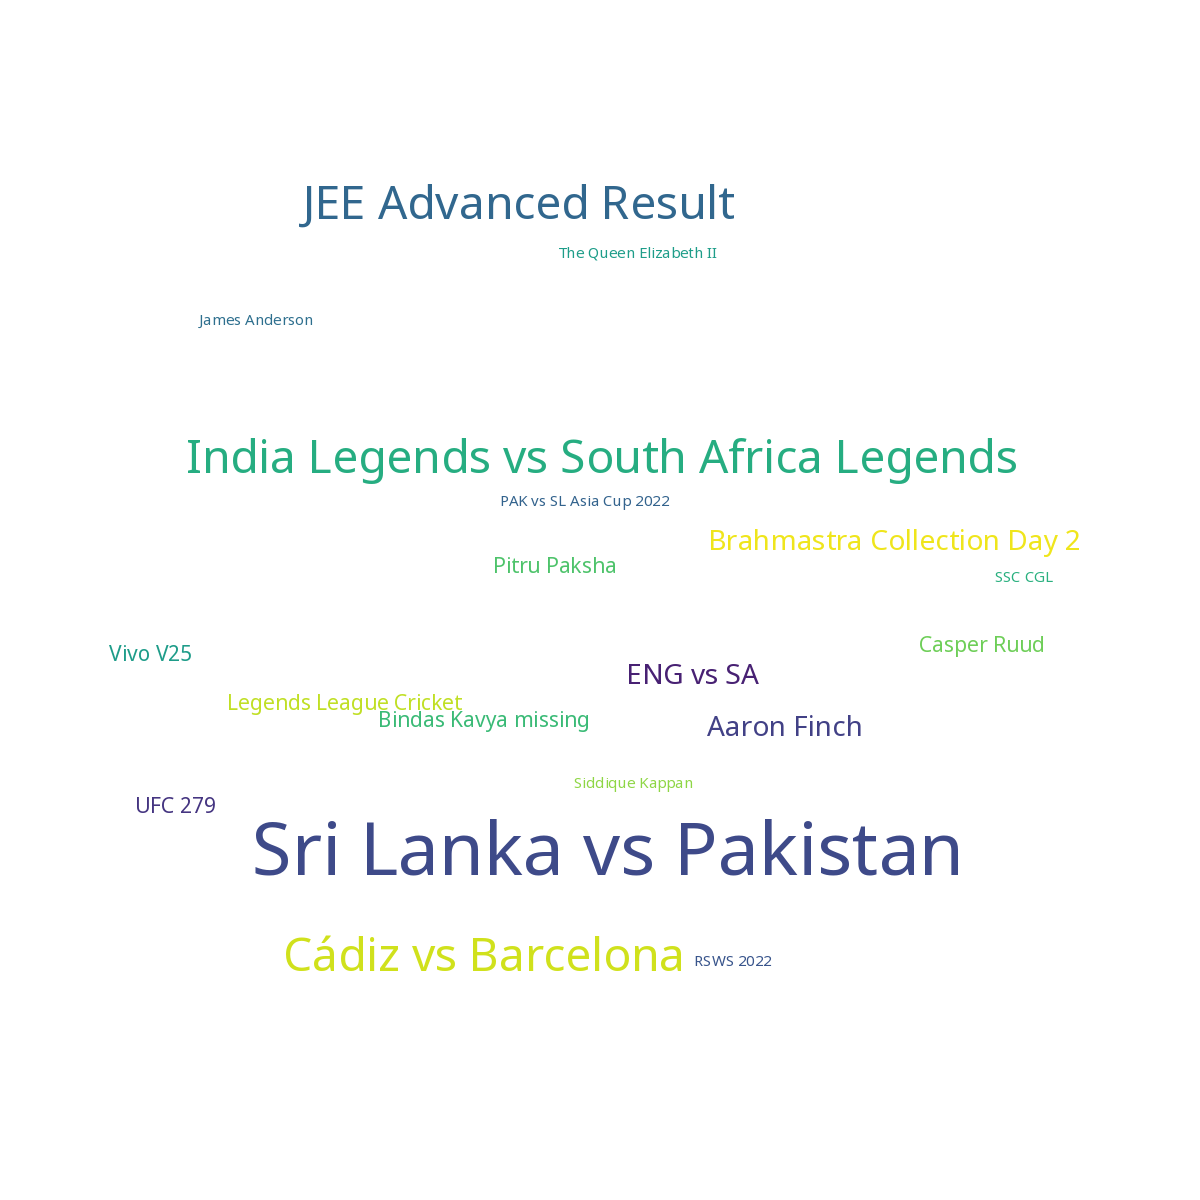 JEE Advanced Result
The Queen Elizabeth II
James Anderson
India Legends vs South Africa Legends
PAK vs SL Asia Cup 2022
Brahmastra Collection Day 2
Pitru Paksha
SSC CGL
Casper Ruud
Vivo V25
ENG vs SA
Legends League Cricket
Bindas Kavya missing
Aaron Finch
Siddique Kappan
UFC 279
Sri Lanka vs Pakistan
Cádiz vs Barcelona
RSWS 2022